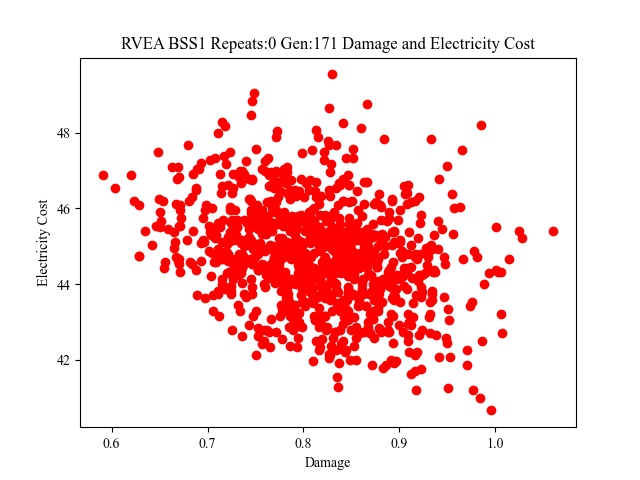 RVEA BSS1 Repeats:0 Gen:171 Damage and Electricity Cost
48
46
44
42
Electricity Cost
0.6 0.7 0.8 0.9 1.0
Damage